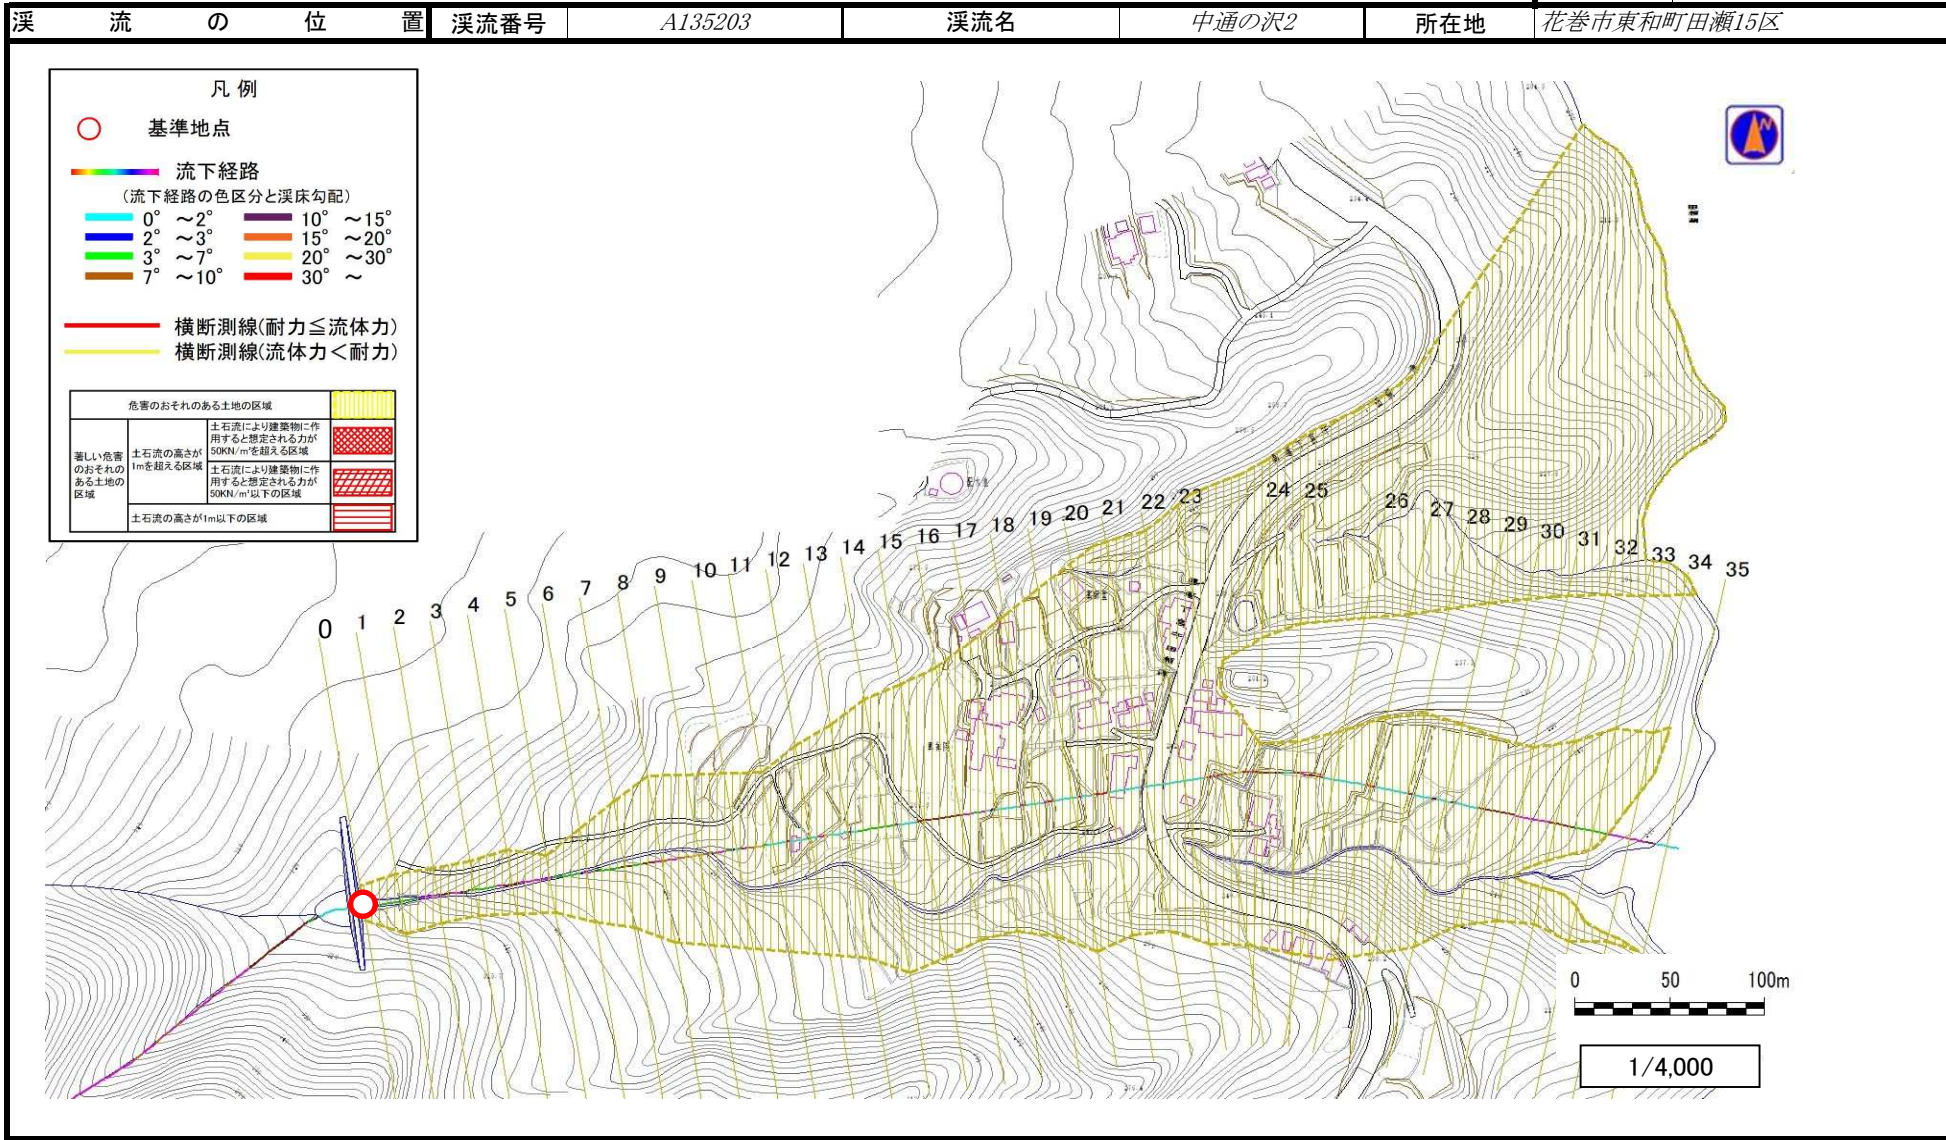 渓流の位置 渓流番号 A135203 渓流名 中通の沢2 所在地 花巻市東和町田瀬15区
凡例
基準地点
流下経路
(流下経路の色区分と渓床勾配)
0° ～2° 10° ～15°
2° ～3° 15° ～20°
3° ～7° 20° ～30°
7° ～10° 30° ～
横断測線(耐力≦流体力)
横断測線(流体力＜耐力)
危害のおそれのある土地の区域
著しい危害のおそれのある土地の区域
土石流の高さが1mを超える区域
土石流により建築物に作用すると想定される力が50KN/㎡を超える区域
土石流により建築物に作用すると想定される力が50KN/㎡以下の区域
土石流の高さが1m以下の区域
N
0 1 2 3 4 5 6 7 8 9 10 11 12 13 14 15 16 17 18 19 20 21 22 23 24 25 26 27 28 29 30 31 32 33 34 35
0 50 100m
1/4,000